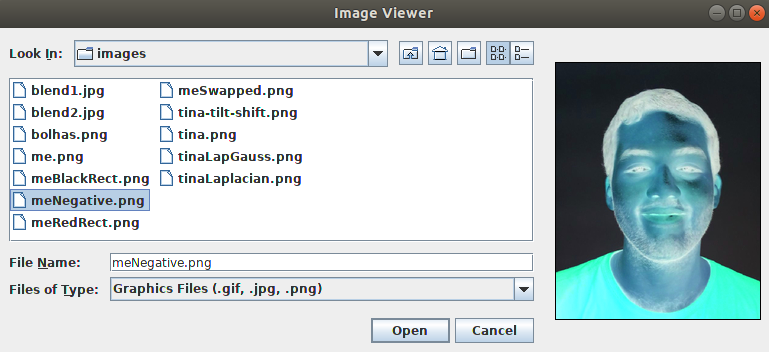 Image Viewer
Look In: images
blend1.jpg
blend2.jpg
bolhas.png
me.png
meBlackRect.png
meNegative.png
meRedRect.png
meSwapped.png
tina-tilt-shift.png
tina.png
tinaLapGauss.png
tinaLaplacian.png
File Name: meNegative.png
Files of Type: Graphics Files (.gif, .jpg, .png)
Open Cancel